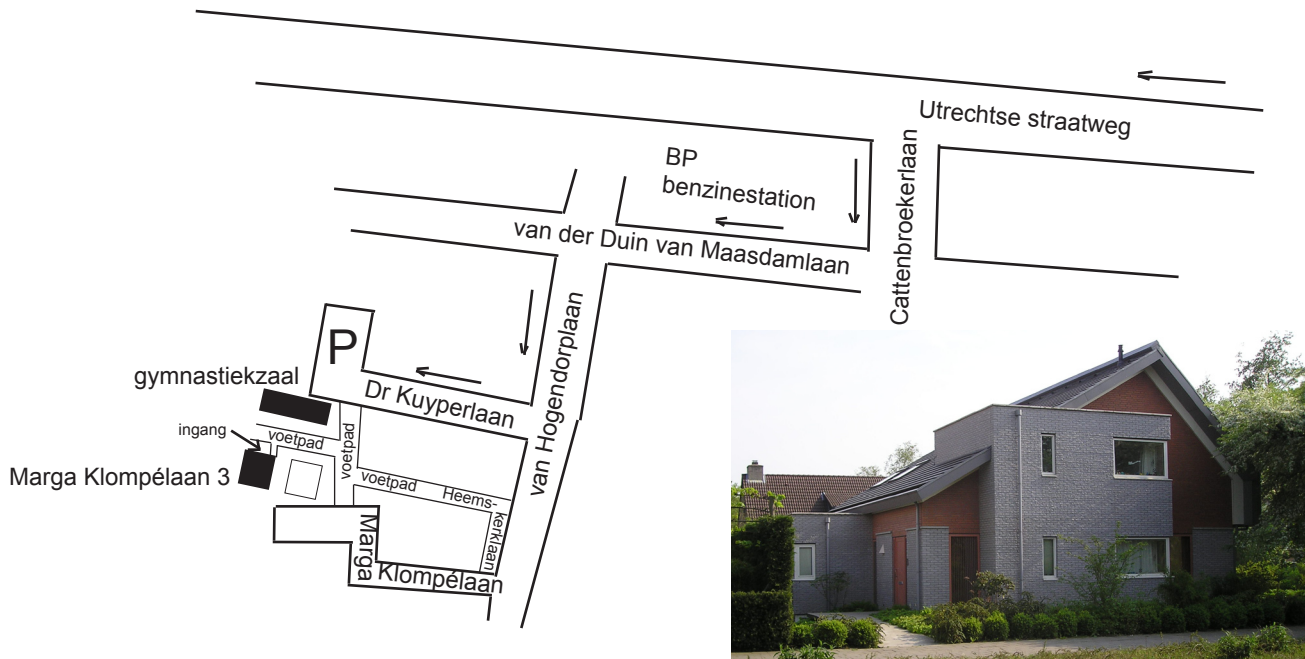 Utrechtse straatweg
Cattenbroekerlaan
BP
benzinestation
van der Duin van Maasdamlaan
van Hogendorplaan
P
Dr Kuyperlaan
gymnastiekzaal
ingang
voetpad
voetpad
Marga Klompélaan 3
voetpad
Heems-
kerklaan
Marga
Klompélaan